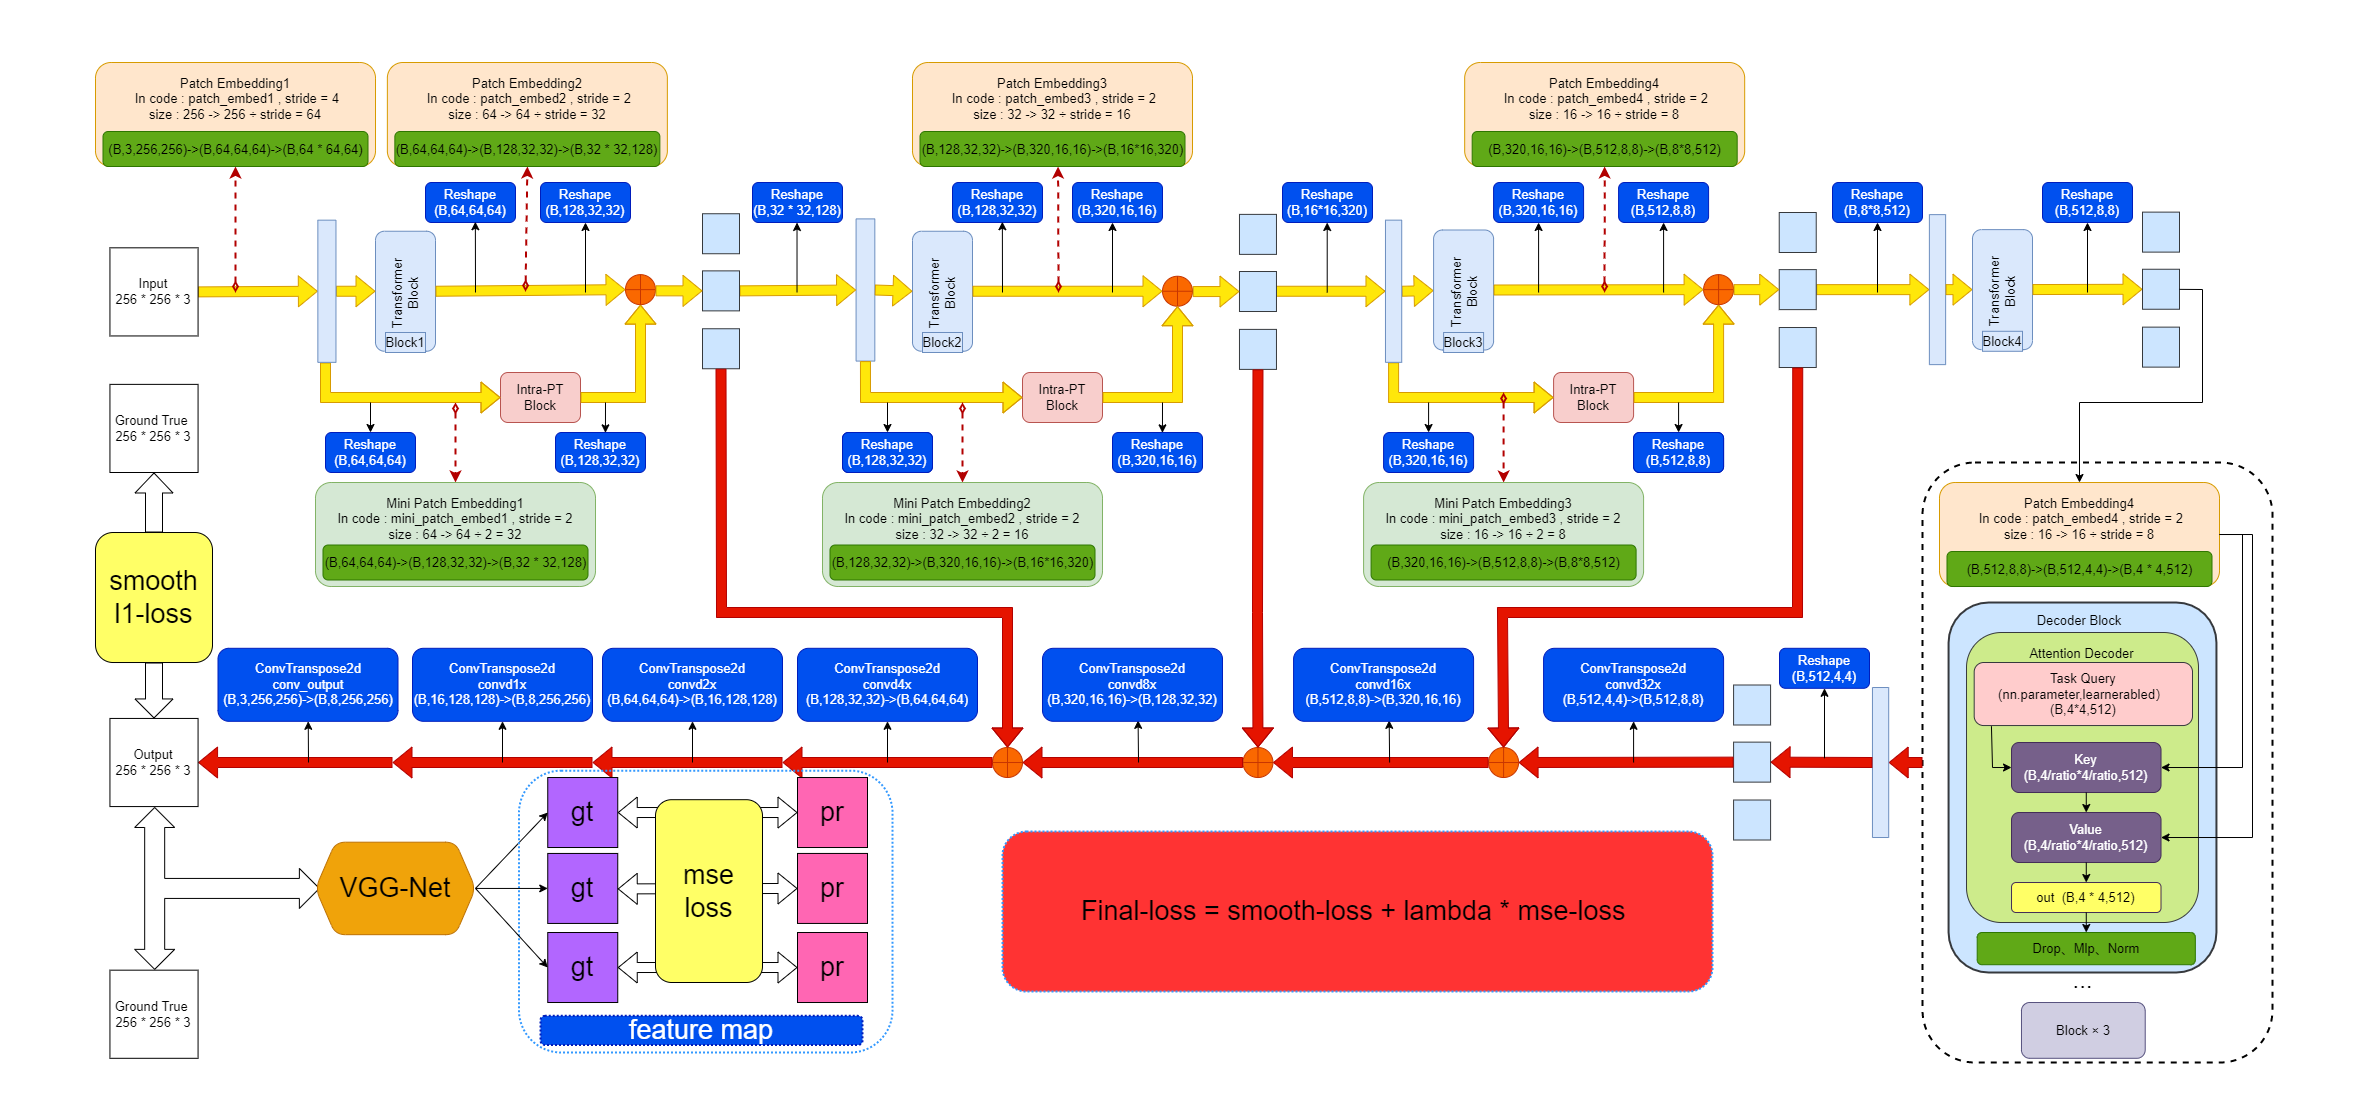 Patch Embedding1
In code : patch_embed1 , stride = 4
size : 256 -> 256 ÷ stride = 64
(B,3,256,256)->(B,64,64,64)->(B,64 * 64,64)
Patch Embedding2
In code : patch_embed2 , stride = 2
size : 64 -> 64 ÷ stride = 32
(B,64,64,64)->(B,128,32,32)->(B,32 * 32,128)
Patch Embedding3
In code : patch_embed3 , stride = 2
size : 32 -> 32 ÷ stride = 16
(B,128,32,32)->(B,320,16,16)->(B,16*16,320)
Patch Embedding4
In code : patch_embed4 , stride = 2
size : 16 -> 16 ÷ stride = 8
(B,320,16,16)->(B,512,8,8)->(B,8*8,512)
Reshape
(B,64,64,64)
Reshape
(B,128,32,32)
Reshape
(B,32 * 32,128)
Reshape
(B,128,32,32)
Reshape
(B,320,16,16)
Reshape
(B,16*16,320)
Reshape
(B,320,16,16)
Reshape
(B,512,8,8)
Reshape
(B,8*8,512)
Reshape
(B,512,8,8)
Input
256 * 256 * 3
Transformer
Block
Block1
Transformer
Block
Block2
Transformer
Block
Block3
Transformer
Block
Block4
Intra-PT
Block
Intra-PT
Block
Intra-PT
Block
Ground True
256 * 256 * 3
Reshape
(B,64,64,64)
Reshape
(B,128,32,32)
Reshape
(B,128,32,32)
Reshape
(B,320,16,16)
Reshape
(B,320,16,16)
Reshape
(B,512,8,8)
Mini Patch Embedding1
In code : mini_patch_embed1 , stride = 2
size : 64 -> 64 ÷ 2 = 32
(B,64,64,64)->(B,128,32,32)->(B,32 * 32,128)
Mini Patch Embedding2
In code : mini_patch_embed2 , stride = 2
size : 32 -> 32 ÷ 2 = 16
(B,128,32,32)->(B,320,16,16)->(B,16*16,320)
Mini Patch Embedding3
In code : mini_patch_embed3 , stride = 2
size : 16 -> 16 ÷ 2 = 8
(B,320,16,16)->(B,512,8,8)->(B,8*8,512)
Patch Embedding4
In code : patch_embed4 , stride = 2
size : 16 -> 16 ÷ stride = 8
(B,512,8,8)->(B,512,4,4)->(B,4 * 4,512)
smooth
l1-loss
ConvTranspose2d
conv_output
(B,3,256,256)->(B,8,256,256)
ConvTranspose2d
convd1x
(B,16,128,128)->(B,8,256,256)
ConvTranspose2d
convd2x
(B,64,64,64)->(B,16,128,128)
ConvTranspose2d
convd4x
(B,128,32,32)->(B,64,64,64)
ConvTranspose2d
convd8x
(B,320,16,16)->(B,128,32,32)
ConvTranspose2d
convd16x
(B,512,8,8)->(B,320,16,16)
ConvTranspose2d
convd32x
(B,512,4,4)->(B,512,8,8)
Reshape
(B,512,4,4)
Decoder Block
Attention Decoder
Task Query
(nn.parameter,learnerabled)
(B,4*4,512)
Key
(B,4/ratio*4/ratio,512)
Value
(B,4/ratio*4/ratio,512)
out (B,4 * 4,512)
Drop、Mlp、Norm
...
Block × 3
Output
256 * 256 * 3
VGG-Net
gt
gt
gt
mse
loss
pr
pr
pr
feature map
Final-loss = smooth-loss + lambda * mse-loss
Ground True
256 * 256 * 3